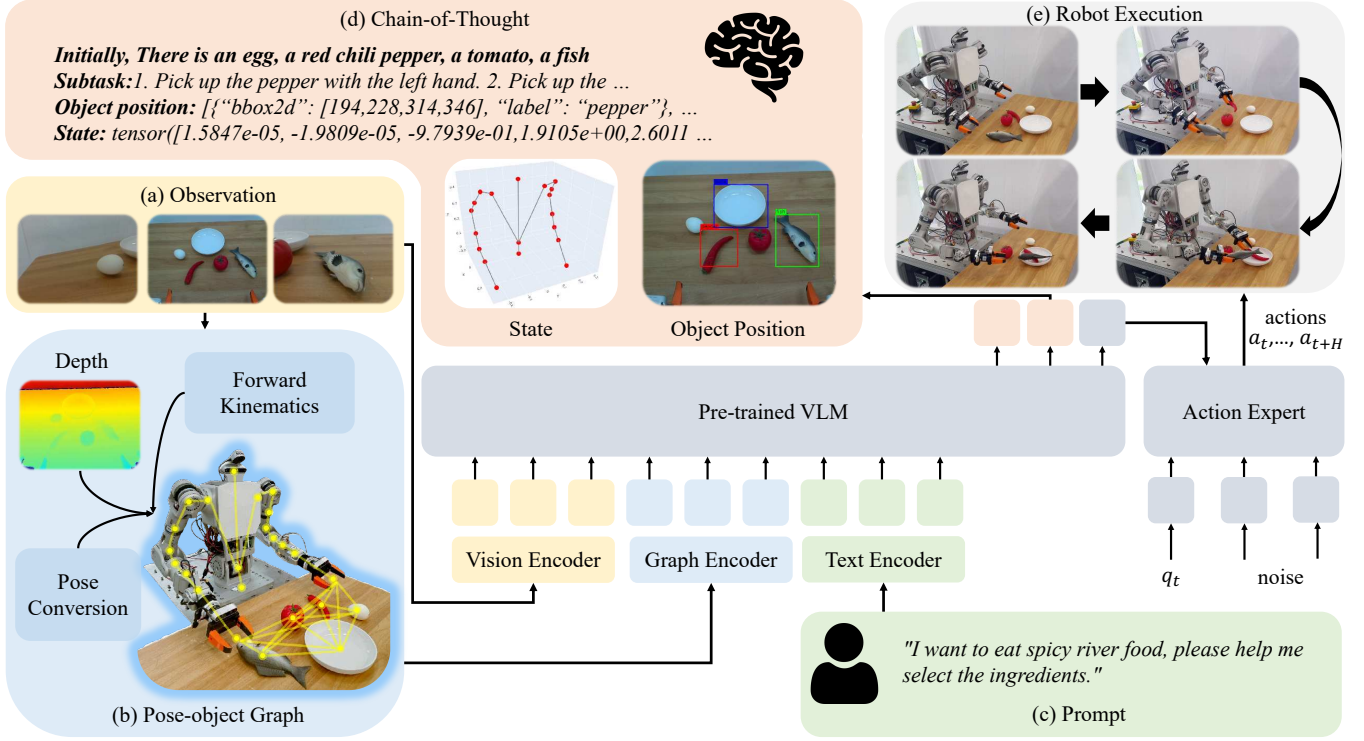 (d) Chain-of-Thought
Initially, There is an egg, a red chili pepper, a tomato, a fish
Subtask:1. Pick up the pepper with the left hand. 2. Pick up the …
Object position: [{“bbox2d”: [194,228,314,346], “label”: “pepper”}, …
State: tensor([1.5847e-05, -1.9809e-05, -9.7939e-01,1.9105e+00,2.6011 …
State
Object Position
(e) Robot Execution
(a) Observation
Depth
Forward
Kinematics
Pose
Conversion
(b) Pose-object Graph
actions
a_t,…, a_{t+H}
Pre-trained VLM
Action Expert
Vision Encoder
Graph Encoder
Text Encoder
q_t
noise
"I want to eat spicy river food, please help me
select the ingredients."
(c) Prompt